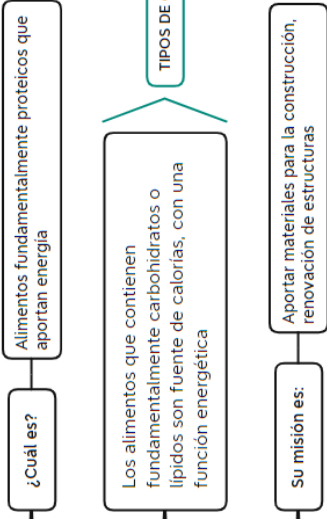 ¿Cuál es?
Alimentos fundamentalmente proteicos que
aportan energía
Los alimentos que contienen
fundamentalmente carbohidratos o
lípidos son fuente de calorías, con una
función energética
TIPOS DE
Su misión es:
Aportar materiales para la construcción,
renovación de estructuras